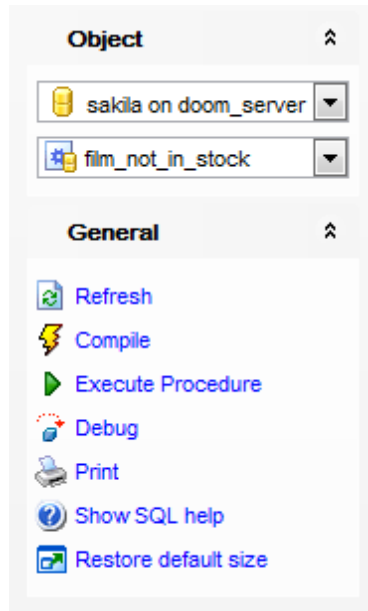 Object
sakila on doom_server
film_not_in_stock
General
Refresh
Compile
Execute Procedure
Debug
Print
Show SQL help
Restore default size